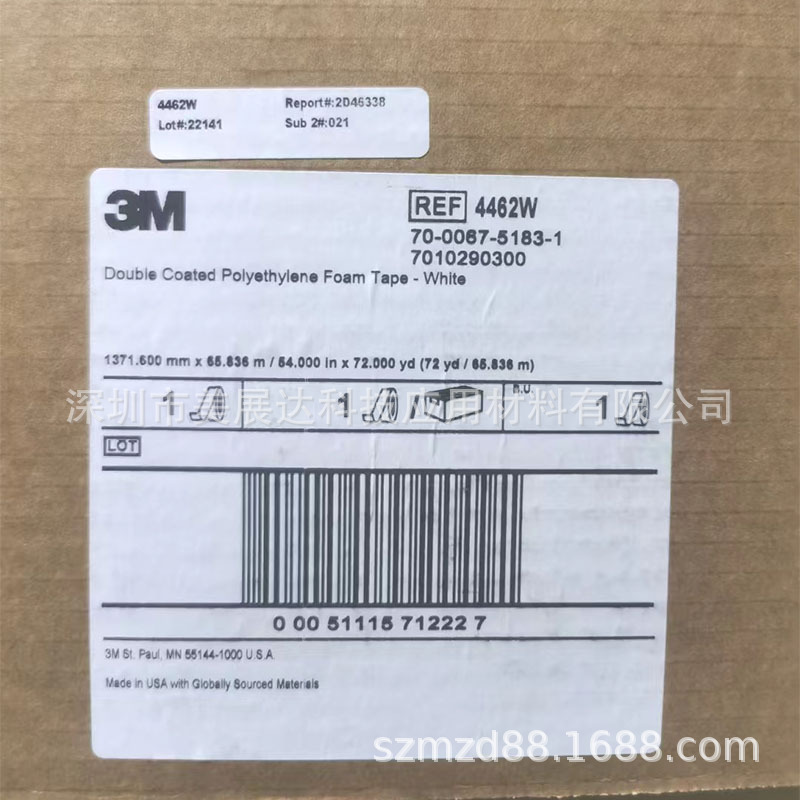 4462W Report#:2D46338
Lot#:22141 Sub 2#:021
3M
REF 4462W
70-0067-5183-1
7010290300
Double Coated Polyethylene Foam Tape - White
1371.600 mm x 65.836 m / 54.000 in x 72.000 yd (72 yd / 65.836 m)
1 1 / 1
深圳市 展达科技应用材料有限公司
LOT
0 00 51115 71222 7
3M St. Paul, MN 55144-1000 U.S.A.
Made in USA with Globally Sourced Materials
szmzd88.1688.com